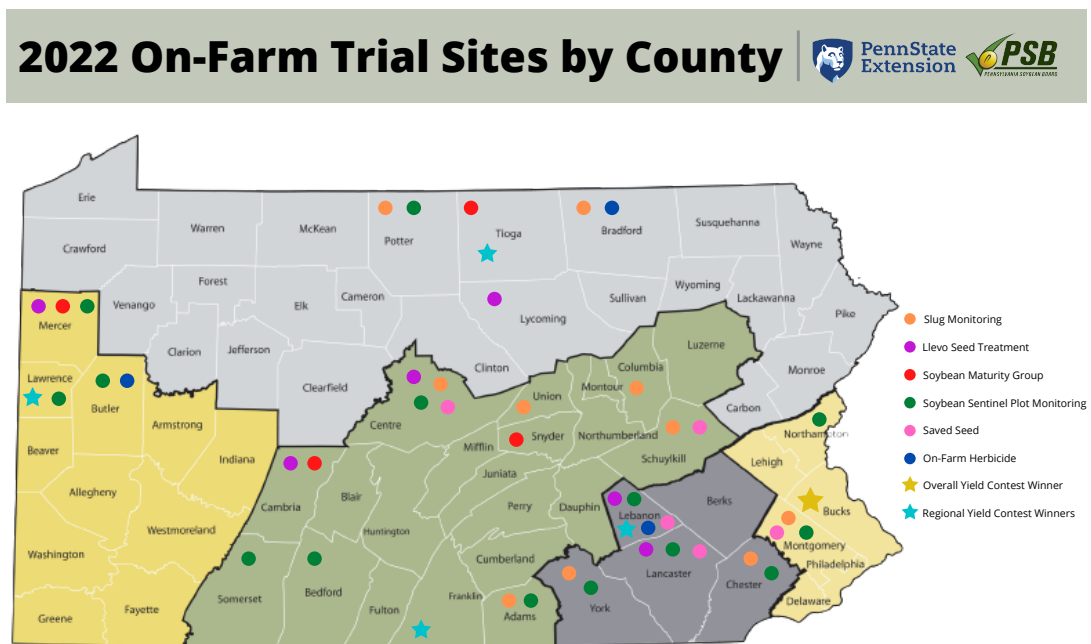 2022 On-Farm Trial Sites by County
PennState
Extension
PSB
PENNSYLVANIA SOYBEAN BOARD
Erie
Crawford
Warren
McKean
Potter
Tioga
Bradford
Susquehanna
Wayne
Forest
Venango
Elk
Cameron
Lycoming
Sullivan
Wyoming
Lackawanna
Pike
Mercer
Clarion
Jefferson
Clearfield
Clinton
Luzerne
Monroe
Carbon
Columbia
Montour
Union
Centre
Lawrence
Butler
Armstrong
Beaver
Indiana
Mifflin
Snyder
Northumberland
Schuylkill
Northampton
Lehigh
Allegheny
Cambria
Blair
Juniata
Perry
Dauphin
Lebanon
Berks
Bucks
Westmoreland
Huntington
Cumberland
Lancaster
Montgomery
Philadelphia
Washington
Somerset
Bedford
Fulton
Franklin
Adams
York
Chester
Delaware
Greene
Fayette
Slug Monitoring
Llevo Seed Treatment
Soybean Maturity Group
Soybean Sentinel Plot Monitoring
Saved Seed
On-Farm Herbicide
Overall Yield Contest Winner
Regional Yield Contest Winners